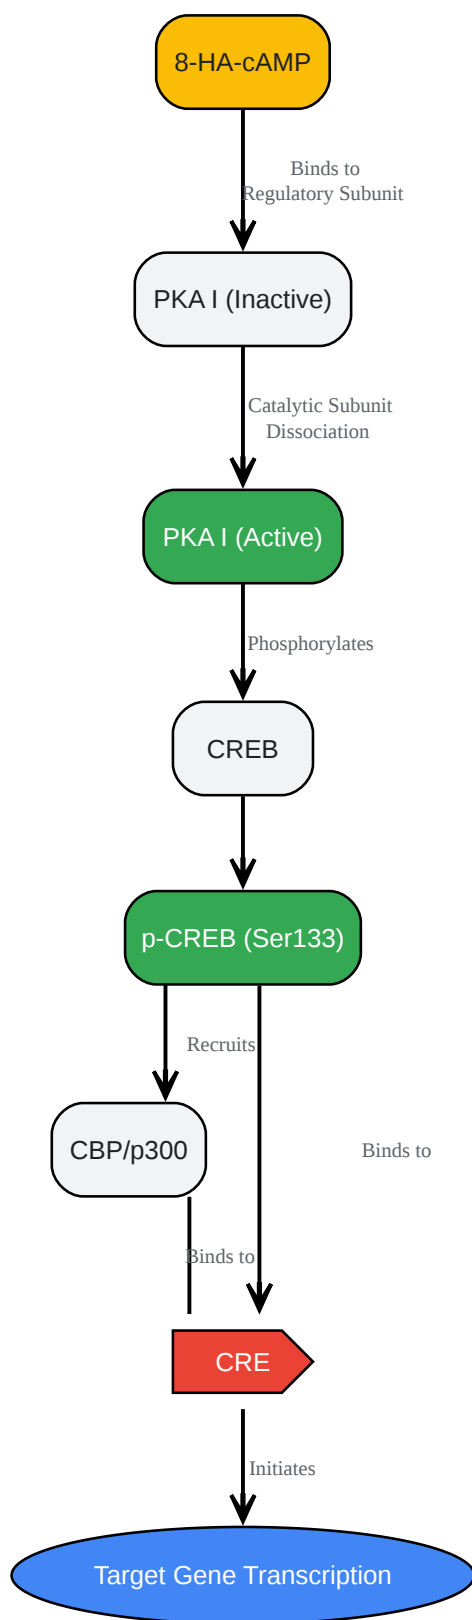 8-HA-cAMP
Binds to
Regulatory Subunit
PKA I (Inactive)
Catalytic Subunit
Dissociation
PKA I (Active)
Phosphorylates
CREB
p-CREB (Ser133)
Recruits
CBP/p300
Binds to
Binds to
CRE
Initiates
Target Gene Transcription